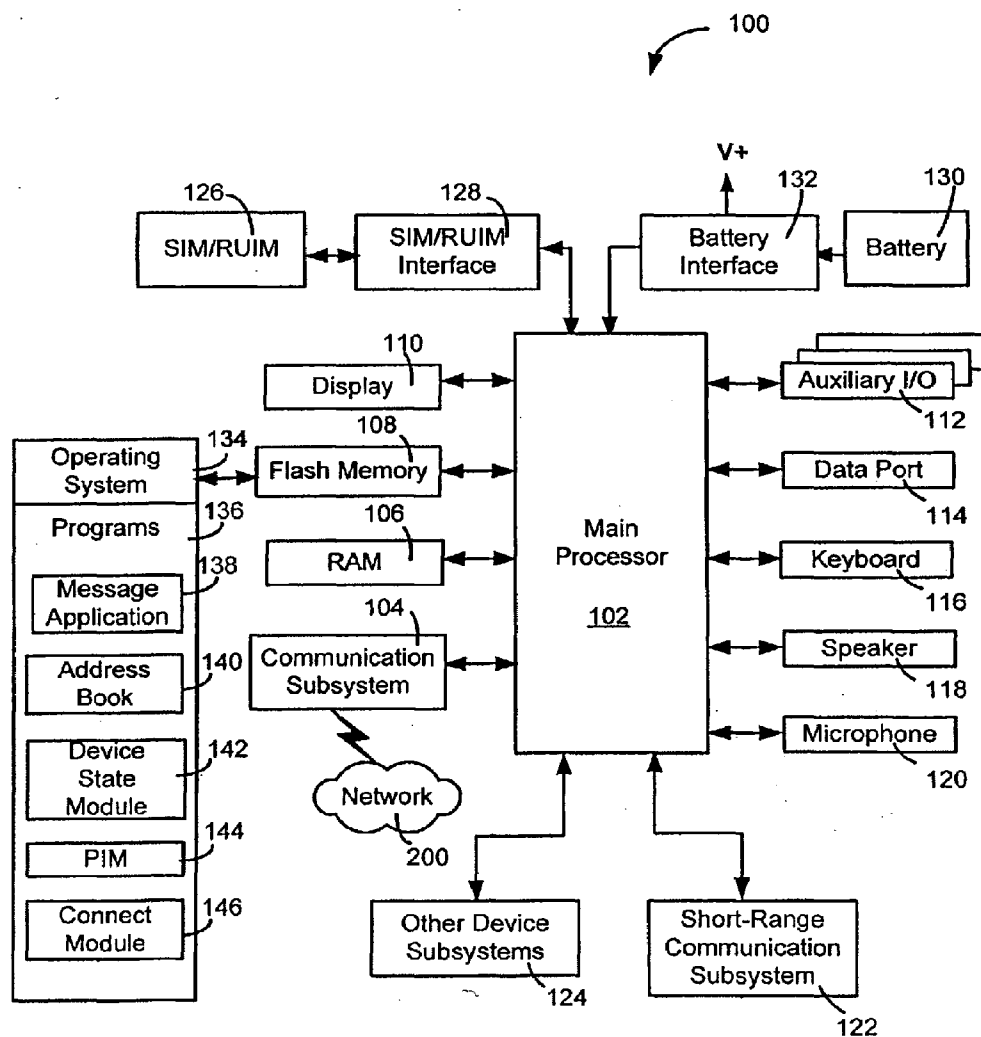 100
V+
126
128
132
130
SIM/RUIM
SIM/RUIM
Interface
Battery
Interface
Battery
110
Display
Auxiliary I/O
112
134
Operating
System
108
Flash Memory
Data Port
114
136
Programs
106
RAM
Main
Processor
102
Keyboard
116
138
Message
Application
104
Communication
Subsystem
Speaker
118
140
Address
Book
Microphone
120
142
Device
State
Module
Network
200
144
PIM
146
Connect
Module
Other Device
Subsystems
124
Short-Range
Communication
Subsystem
122